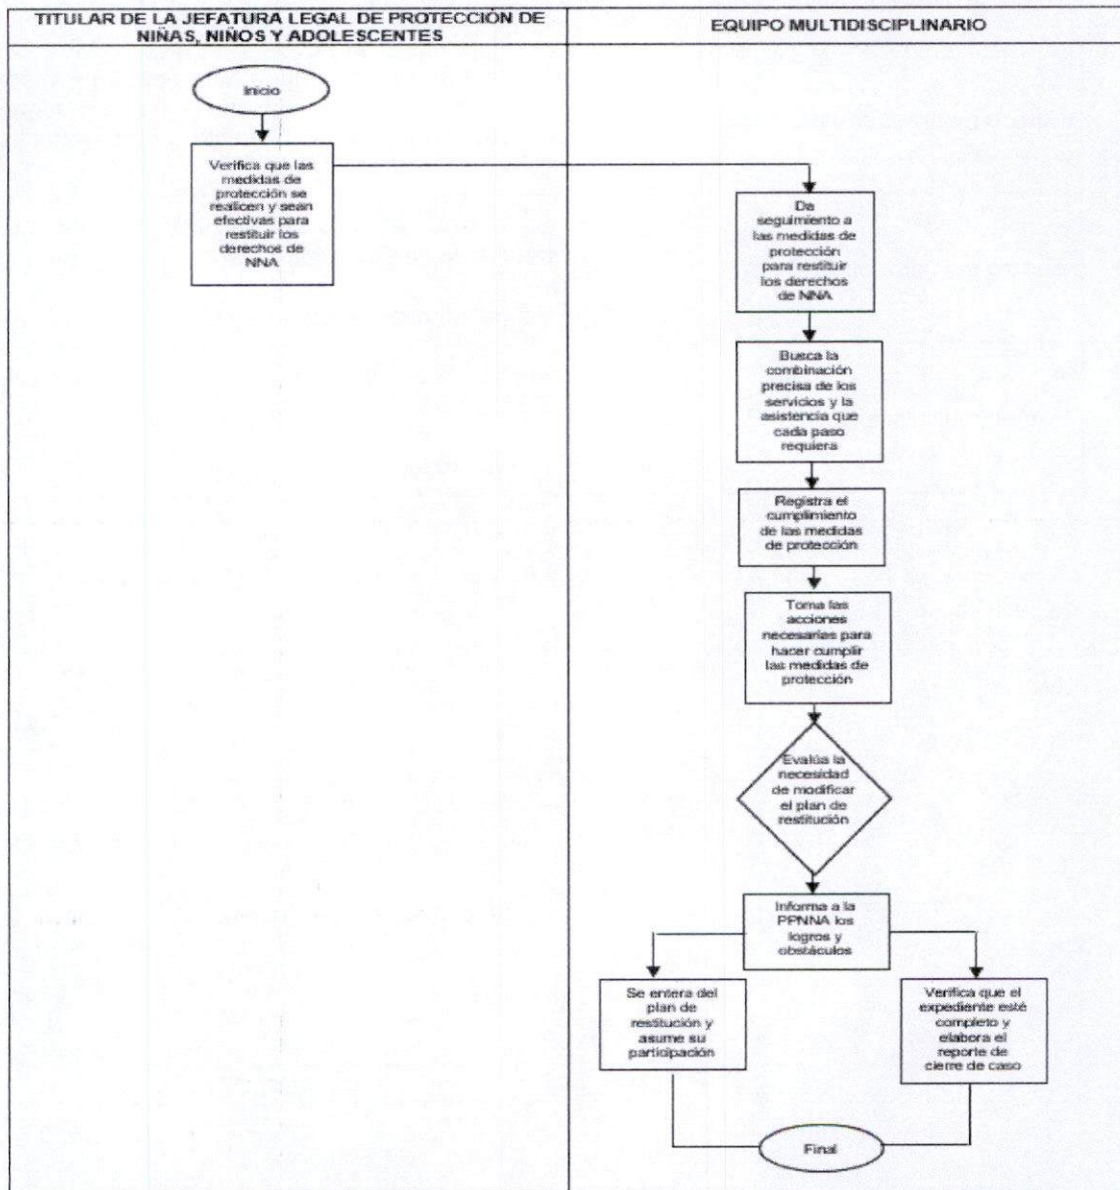 TITULAR DE LA JEFATURA LEGAL DE PROTECCIÓN DE
NIÑAS, NIÑOS Y ADOLESCENTES
EQUIPO MULTIDISCIPLINARIO
Inicio
Verifica que las
medidas de
protección se
realicen y sean
efectivas para
restituir los
derechos de
NNA
Da
seguimiento a
las medidas de
protección
para restituir
los derechos
de NNA
Busca la
combinación
precisa de los
servicios y la
asistencia que
cada paso
requiera
Registra el
cumplimiento
de las medidas
de protección
Toma las
acciones
necesarias para
hacer cumplir
las medidas de
protección
Evalúa la
necesidad
de modificar
el plan de
restitución
Informa a la
PPNNA los
logros y
obstáculos
Se entera del
plan de
restitución y
asume su
participación
Verifica que el
expediente esté
completo y
elabora el
reporte de
cierre de caso
Final